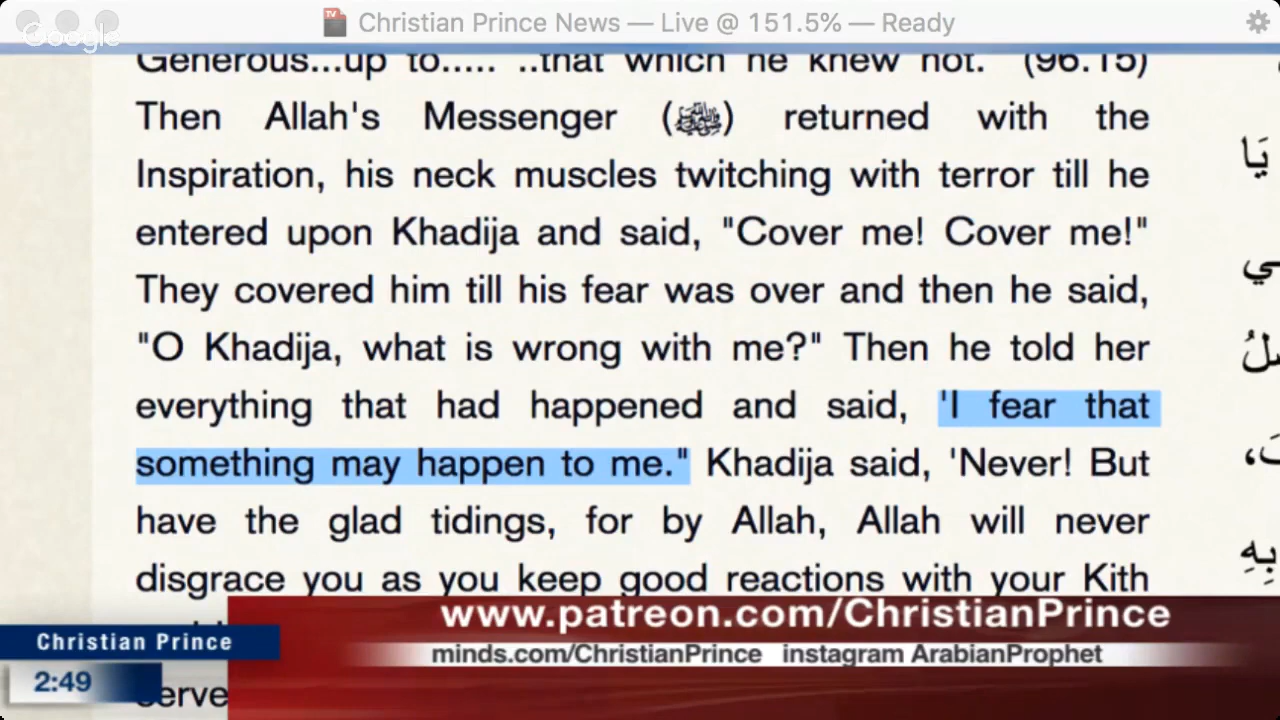 Christian Prince News — Live @ 151.5% — Ready
Google
Generous...up to..... ..that which he knew not. (96.15)
Then Allah's Messenger (ﷺ) returned with the
Inspiration, his neck muscles twitching with terror till he
entered upon Khadija and said, "Cover me! Cover me!"
They covered him till his fear was over and then he said,
"O Khadija, what is wrong with me?" Then he told her
everything that had happened and said, 'I fear that
something may happen to me." Khadija said, 'Never! But
have the glad tidings, for by Allah, Allah will never
disgrace you as you keep good reactions with your Kith
يَا
بِهِ
www.patreon.com/ChristianPrince
Christian Prince
minds.com/ChristianPrince instagram ArabianProphet
2:49